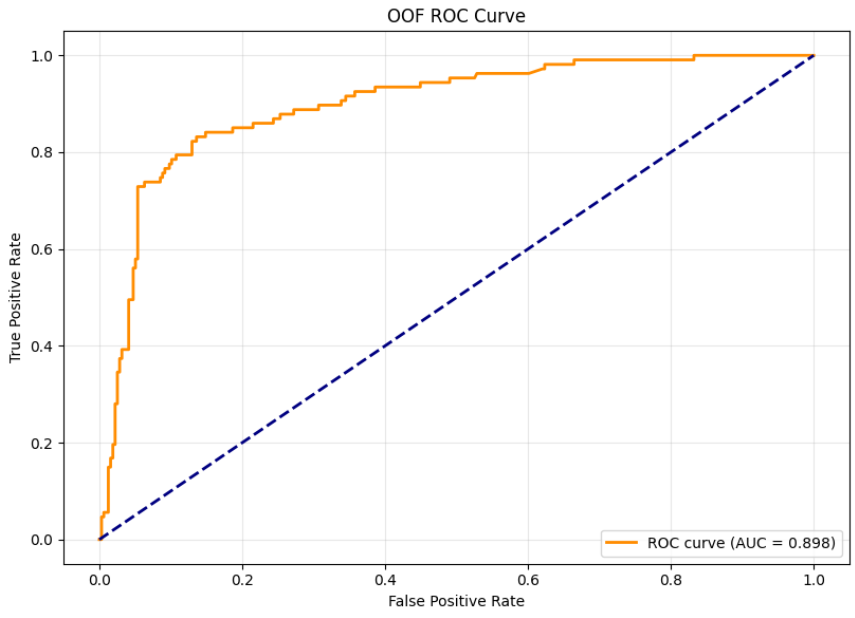 OOF ROC Curve
True Positive Rate
1.0
0.8
0.6
0.4
0.2
0.0
ROC curve (AUC = 0.898)
0.0 0.2 0.4 0.6 0.8 1.0
False Positive Rate